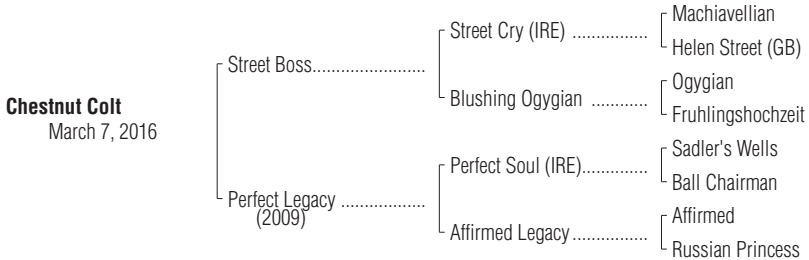 Chestnut Colt
March 7, 2016
Street Boss.......................
Perfect Legacy ..................
(2009)
Street Cry (IRE) ................
Blushing Ogygian ............
Perfect Soul (IRE)..............
Affirmed Legacy ................
Machiavellian
Helen Street (GB)
Ogygian
Fruhlingshochzeit
Sadler's Wells
Ball Chairman
Affirmed
Russian Princess